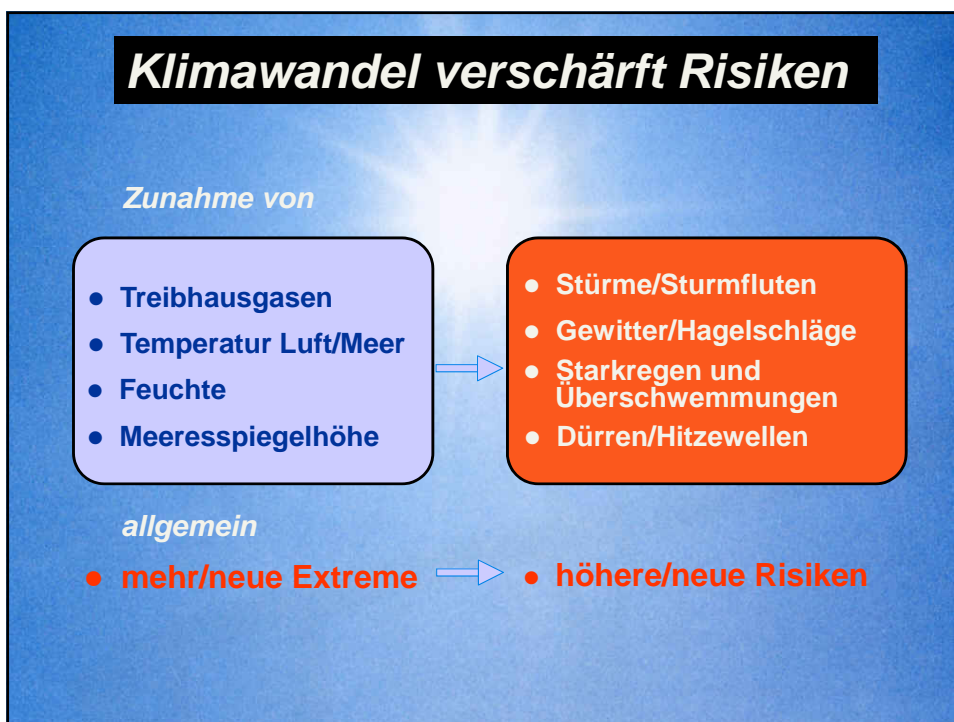 Klimawandel verschärft Risiken
Zunahme von
● Treibhausgasen
● Temperatur Luft/Meer
● Feuchte
● Meeresspiegelhöhe
● Stürme/Sturmfluten
● Gewitter/Hagelschläge
● Starkregen und
Überschwemmungen
● Dürren/Hitzewellen
allgemein
● mehr/neue Extreme
● höhere/neue Risiken